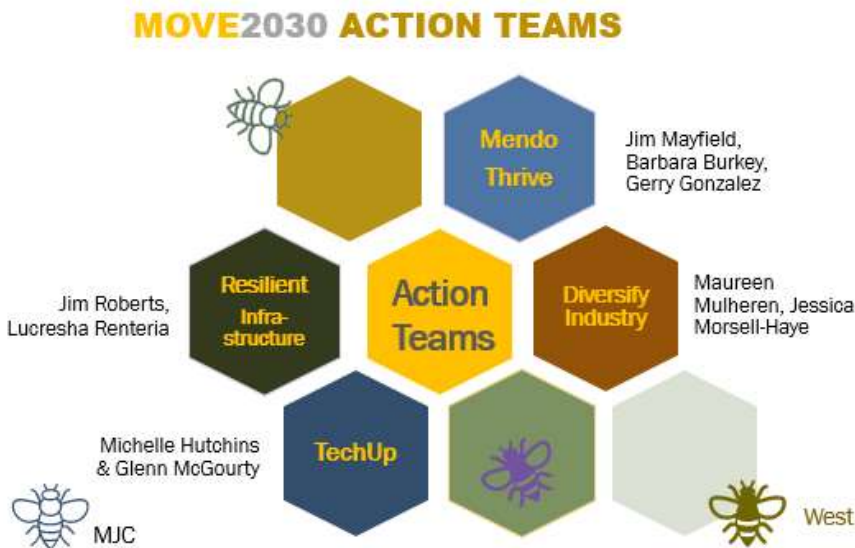 MOVE2030 ACTION TEAMS
Mendo
Thrive
Jim Mayfield,
Barbara Burkey,
Gerry Gonzalez
Jim Roberts,
Lucresha Renteria
Resilient
Infra-
structure
Action
Teams
Diversify
Industry
Maureen
Mulheren, Jessica
Morsell-Haye
Michelle Hutchins
& Glenn McGourty
TechUp
MJC
West